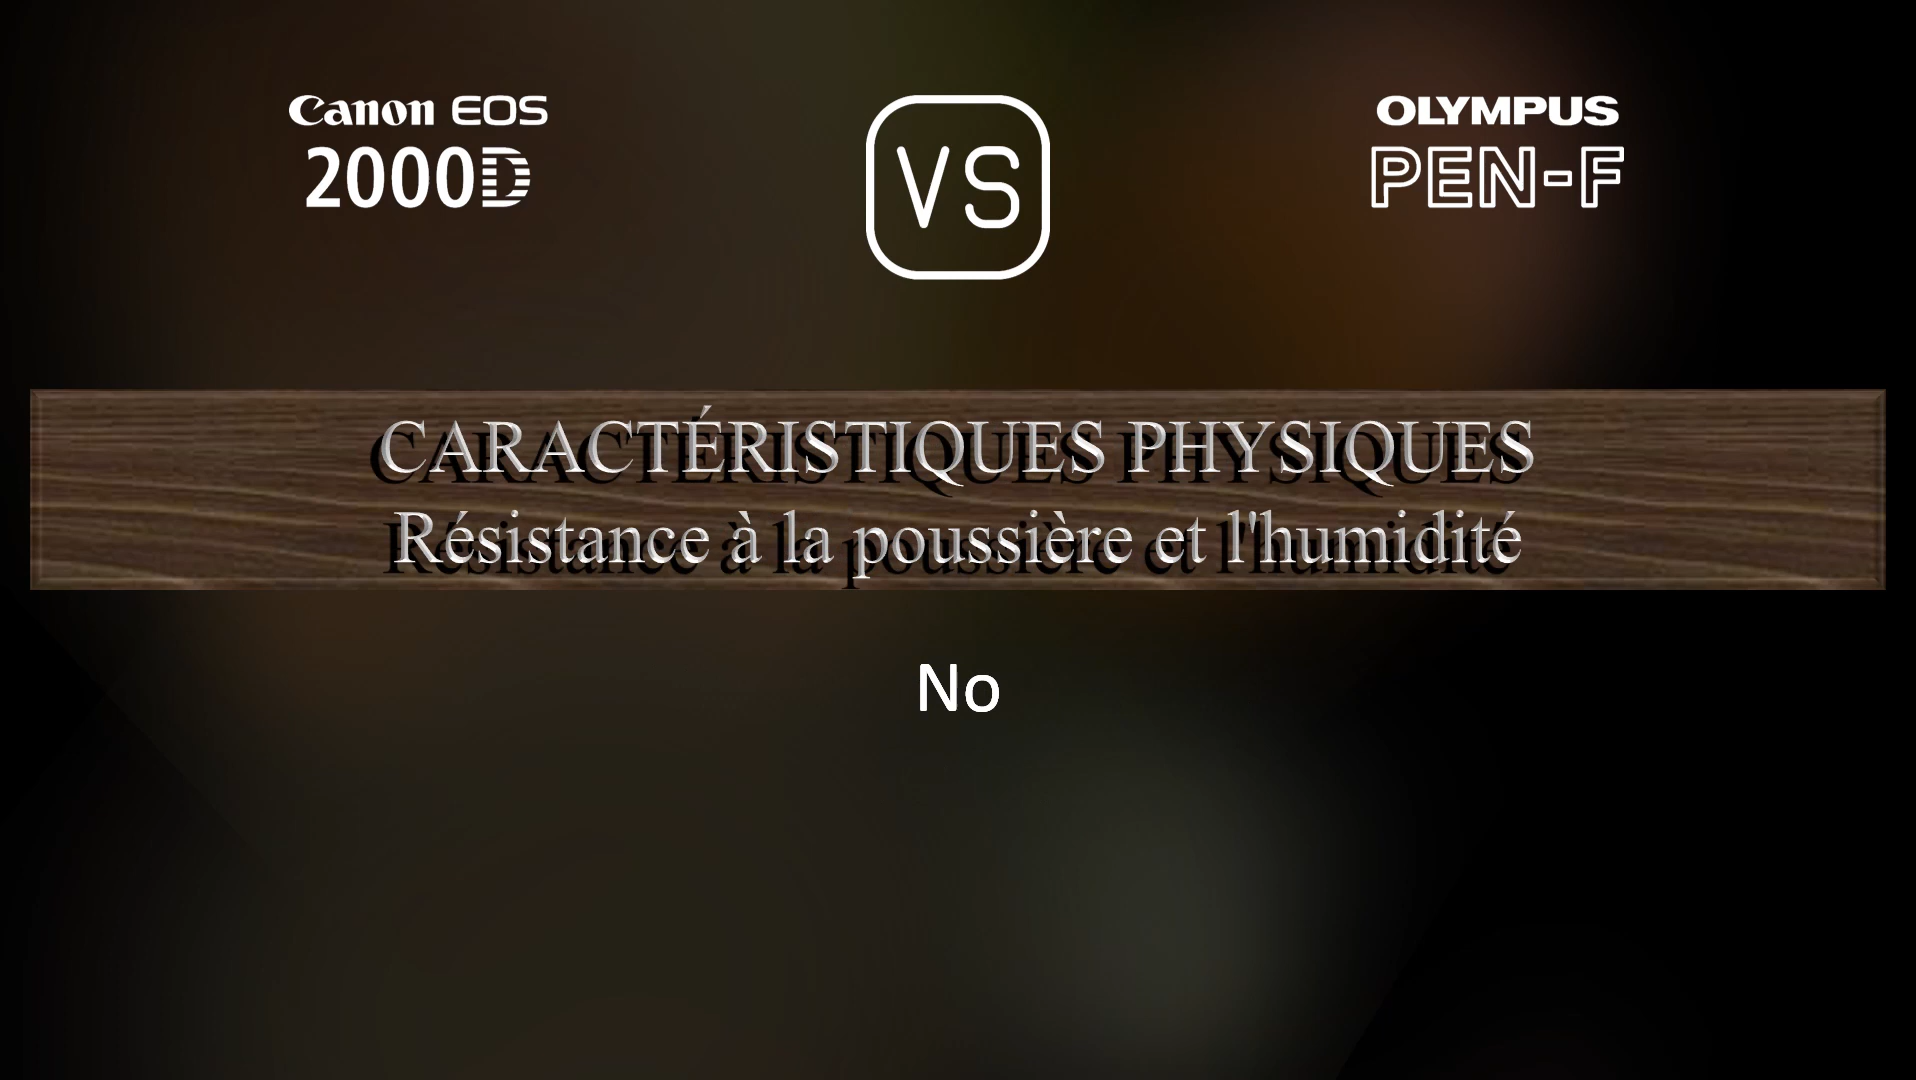 Canon EOS
2000D
VS
OLYMPUS
PEN-F
CARACTÉRISTIQUES PHYSIQUES
Résistance à la poussière et l'humidité
No